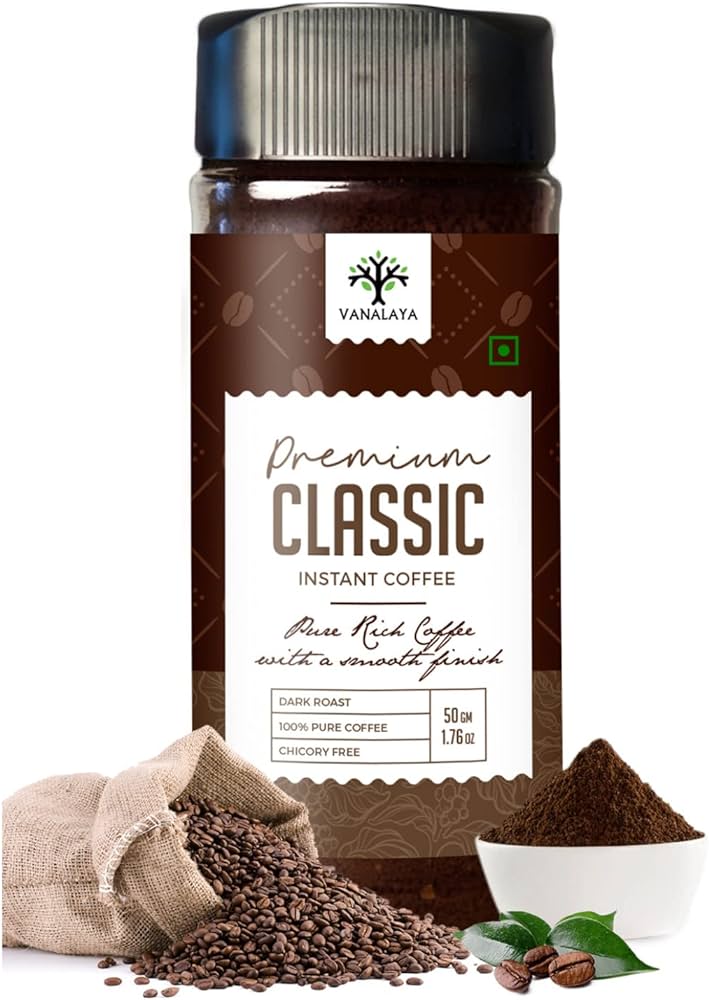 VANALAYA
Premium
CLASSIC
INSTANT COFFEE
Pure Rich Coffee
with a smooth finish
DARK ROAST
100% PURE COFFEE
CHICORY FREE
50 GM
1.76 OZ